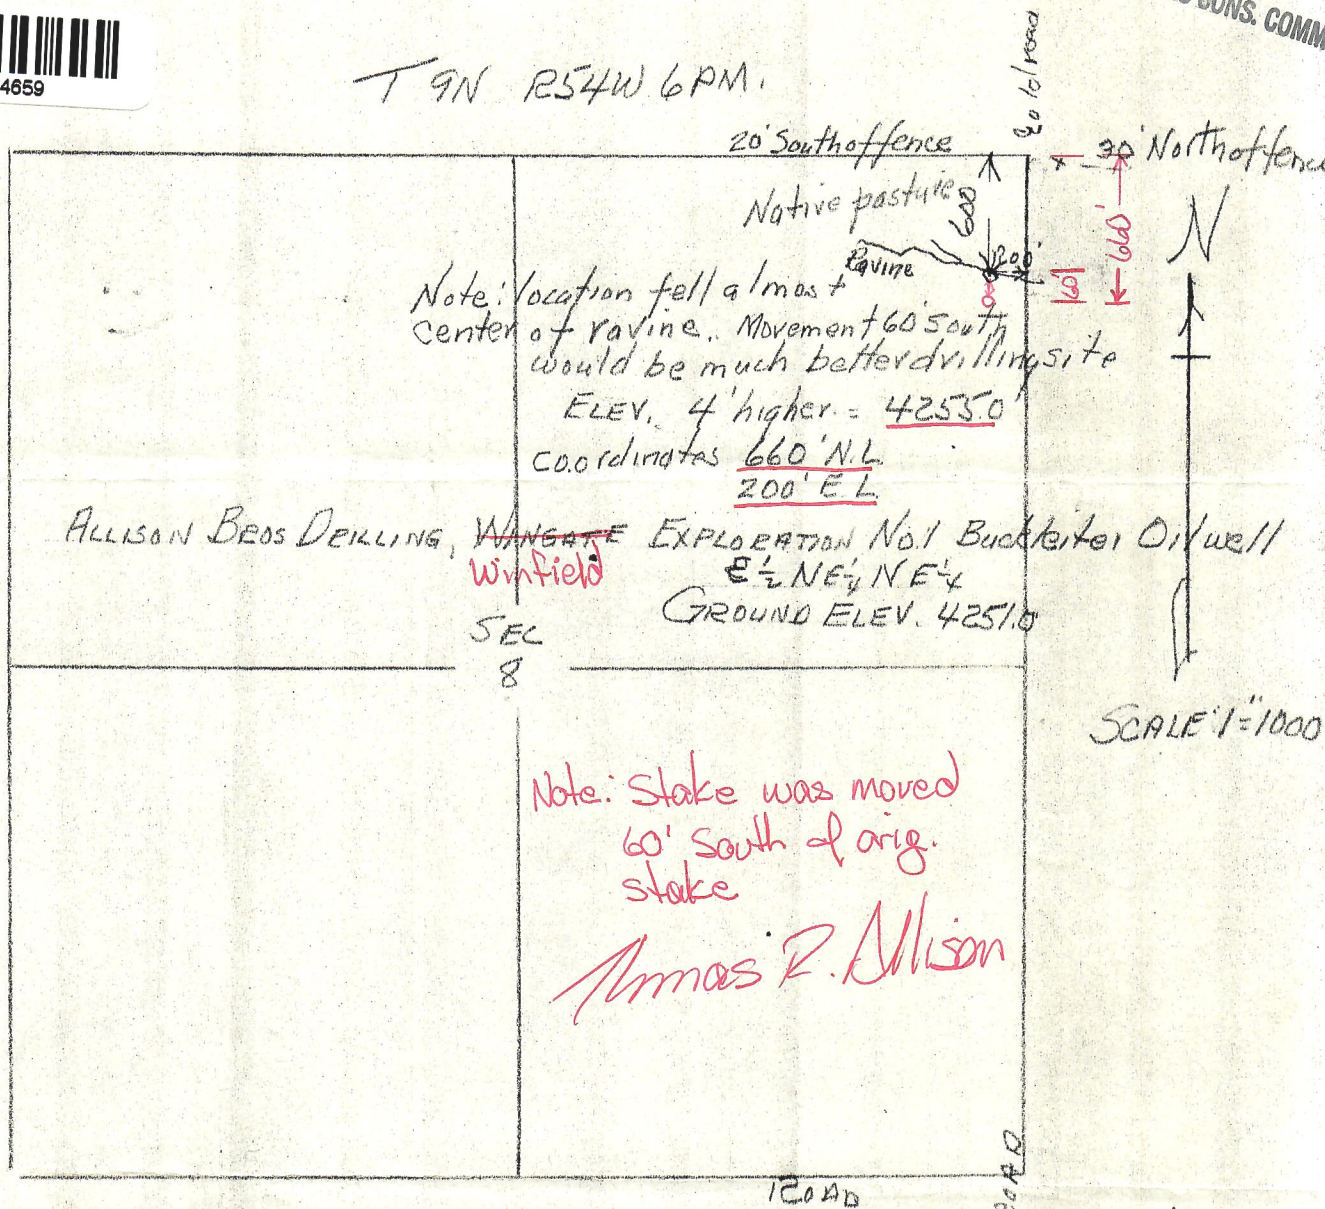 CONS. COMM
4659
T 9N R54W 6PM.
old road
20' South of fence
30' North of fence
Native pasture
600'
660'
N
Ravine
200'
60'
Note: location fell almost
center of ravine. Movement 60' south
would be much better drilling site
ELEV. 4' higher = 4255.0
coordinates 660' N.L.
200' E.L.
ALLISON BROS DRILLING, WINGATE EXPLORATION No.1 Buckleiter Oil well
Winfield
E½ NE¼ NE¼
GROUND ELEV. 4251.0
SEC
8
SCALE 1"=1000
Note: Stake was moved
60' South of orig.
stake
Thomas R. Allison
ROAD
ROAD